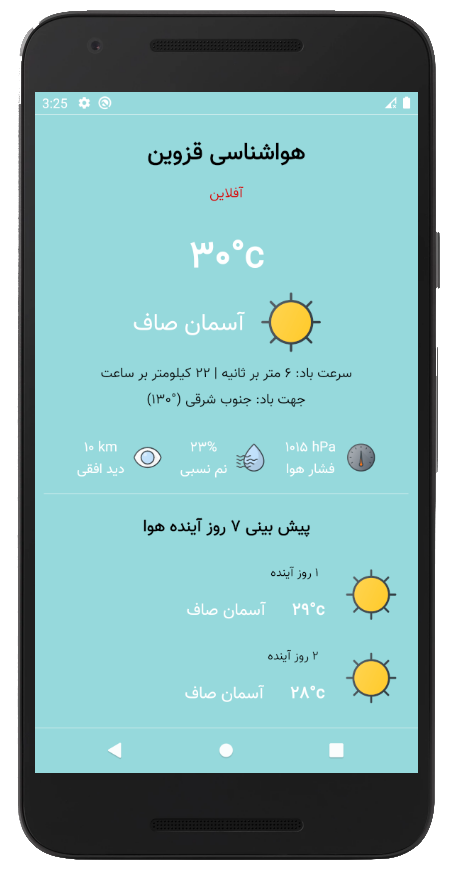 3:25
هواشناسی قزوین
آفلاین
۳۰°c
آسمان صاف
سرعت باد: ۶ متر بر ثانیه | ۲۲ کیلومتر بر ساعت
جهت باد: جنوب شرقی (۱۳۰°)
۱۰۱۵ hPa
فشار هوا
۲۳%
نم نسبی
۱۰ km
دید افقی
پیش بینی ۷ روز آینده هوا
۱ روز آینده
۲۹°c آسمان صاف
۲ روز آینده
۲۸°c آسمان صاف